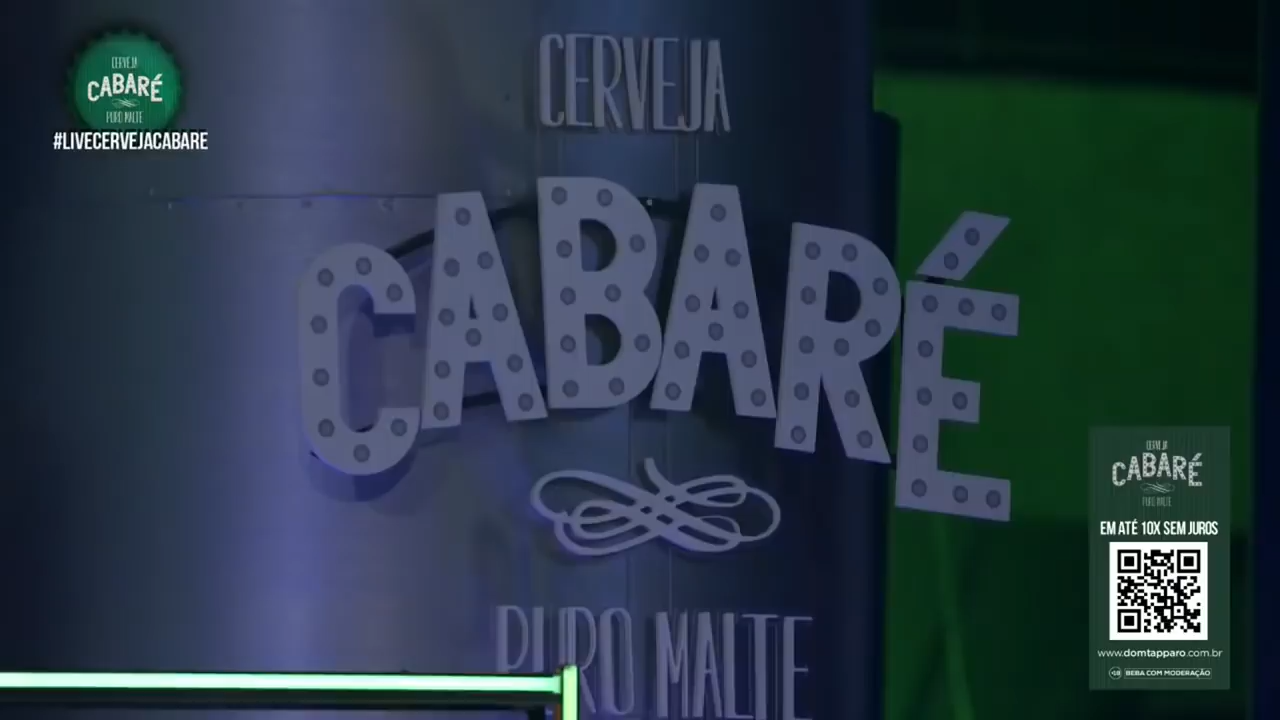 CERVEJA
CABARÉ
PURO MALTE
#LIVECERVEJACABARE
CERVEJA
CABARÉ
PURO MALTE
CERVEJA
CABARÉ
PURO MALTE
EM ATÉ 10X SEM JUROS
www.domtapparo.com.br
+18 BEBA COM MODERAÇÃO